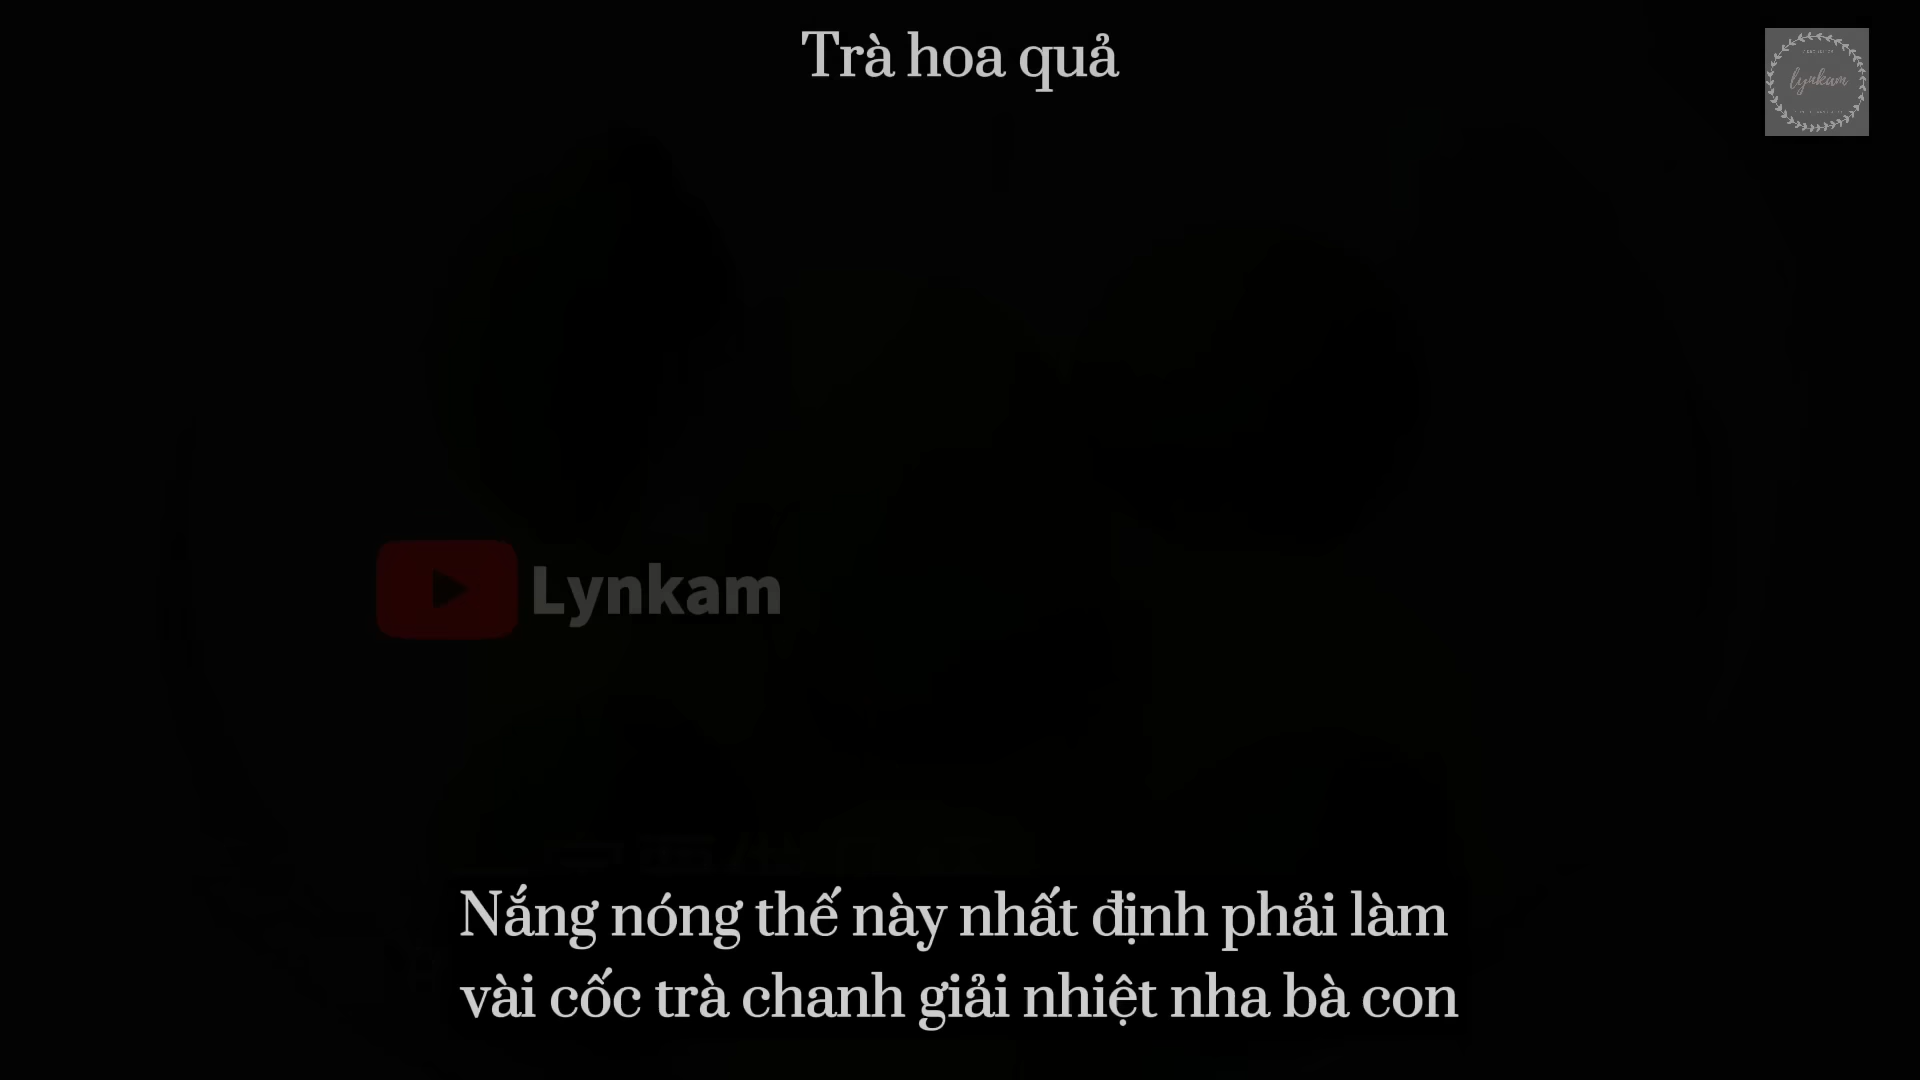 Trà hoa quả
lynkam
Lynkam
Nắng nóng thế này nhất định phải làm
vài cốc trà chanh giải nhiệt nha bà con